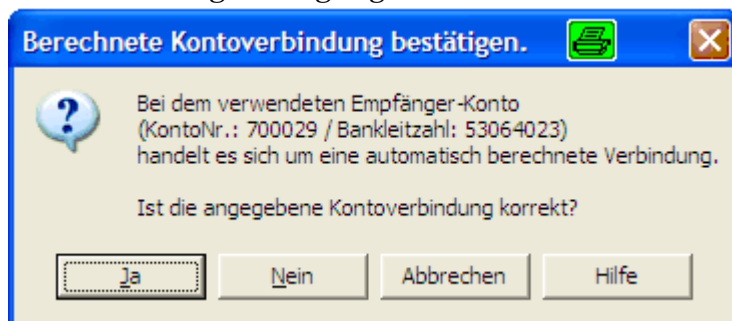 Berechnete Kontoverbindung bestätigen.
Bei dem verwendeten Empfänger-Konto
(KontoNr.: 700029 / Bankleitzahl: 53064023)
handelt es sich um eine automatisch berechnete Verbindung.
Ist die angegebene Kontoverbindung korrekt?
Ja Nein Abbrechen Hilfe